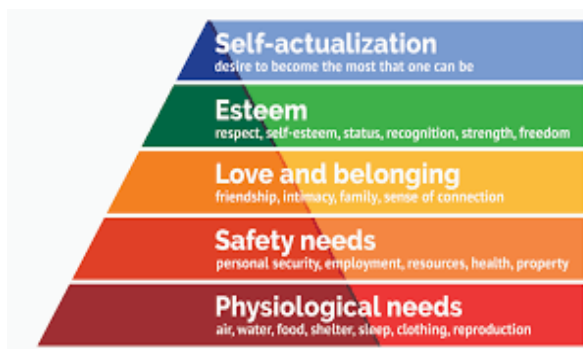 Self-actualization
desire to become the most that one can be
Esteem
respect, self-esteem, status, recognition, strength, freedom
Love and belonging
friendship, intimacy, family, sense of connection
Safety needs
personal security, employment, resources, health, property
Physiological needs
air, water, food, shelter, sleep, clothing, reproduction